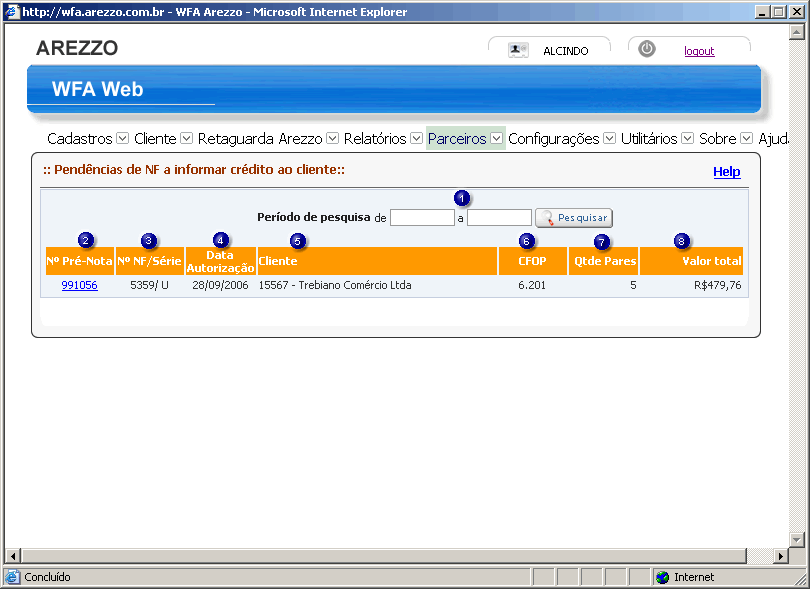 http://wfa.arezzo.com.br - WFA Arezzo - Microsoft Internet Explorer
AREZZO
ALCINDO
logout
WFA Web
Cadastros Cliente Retaguarda Arezzo Relatórios Parceiros Configurações Utilitários Sobre Ajuda
:: Pendências de NF a informar crédito ao cliente::
Help
1
Período de pesquisa de a Pesquisar
2 3 4 5 6 7 8
Nº Pré-Nota Nº NF/Série Data Autorização Cliente CFOP Qtde Pares Valor total
991056 5359/ U 28/09/2006 15567 - Trebiano Comércio Ltda 6.201 5 R$479,76
Concluído
Internet